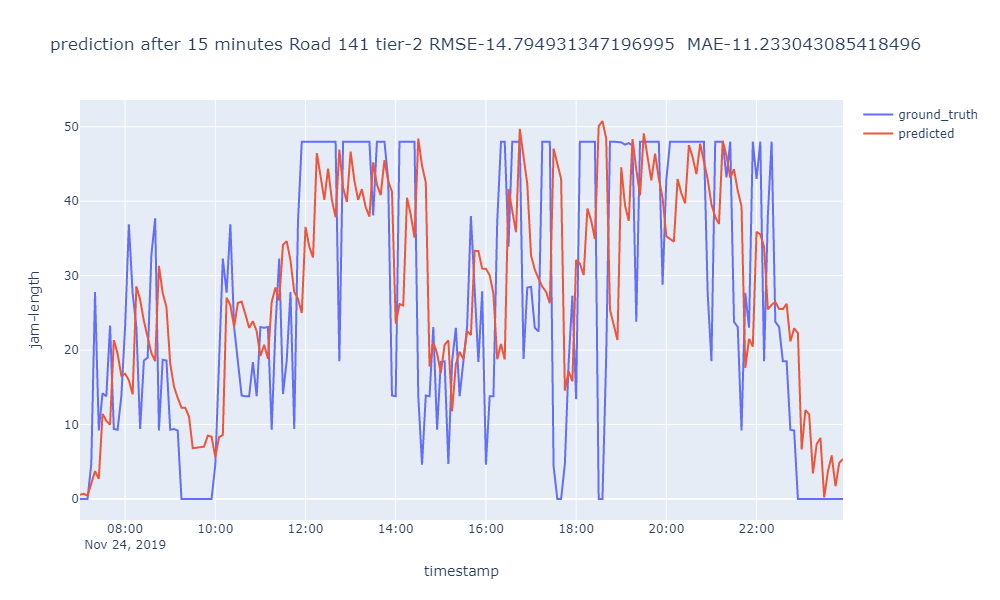 prediction after 15 minutes Road 141 tier-2 RMSE-14.794931347196995  MAE-11.233043085418496
ground_truth
predicted
50
40
30
20
10
0
jam-length
08:00 10:00 12:00 14:00 16:00 18:00 20:00 22:00
Nov 24, 2019
timestamp